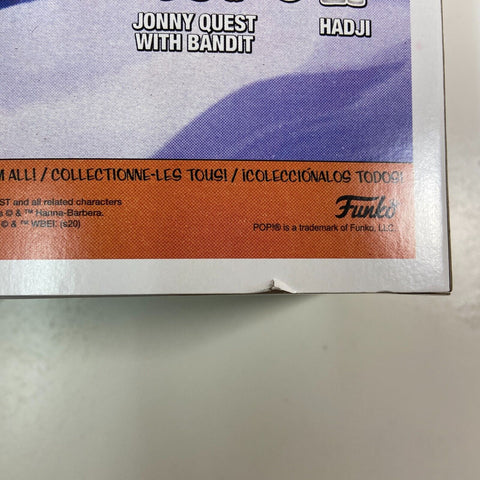 JONNY QUEST
WITH BANDIT
HADJI
M ALL! / COLLECTIONNE-LES TOUS! / ¡COLECCIÓNALOS TODOS!
ST and all related characters
s © & ™ Hanna-Barbera.
© & ™ WBEI. (s20)
Funko
POP!® is a trademark of Funko, LLC.